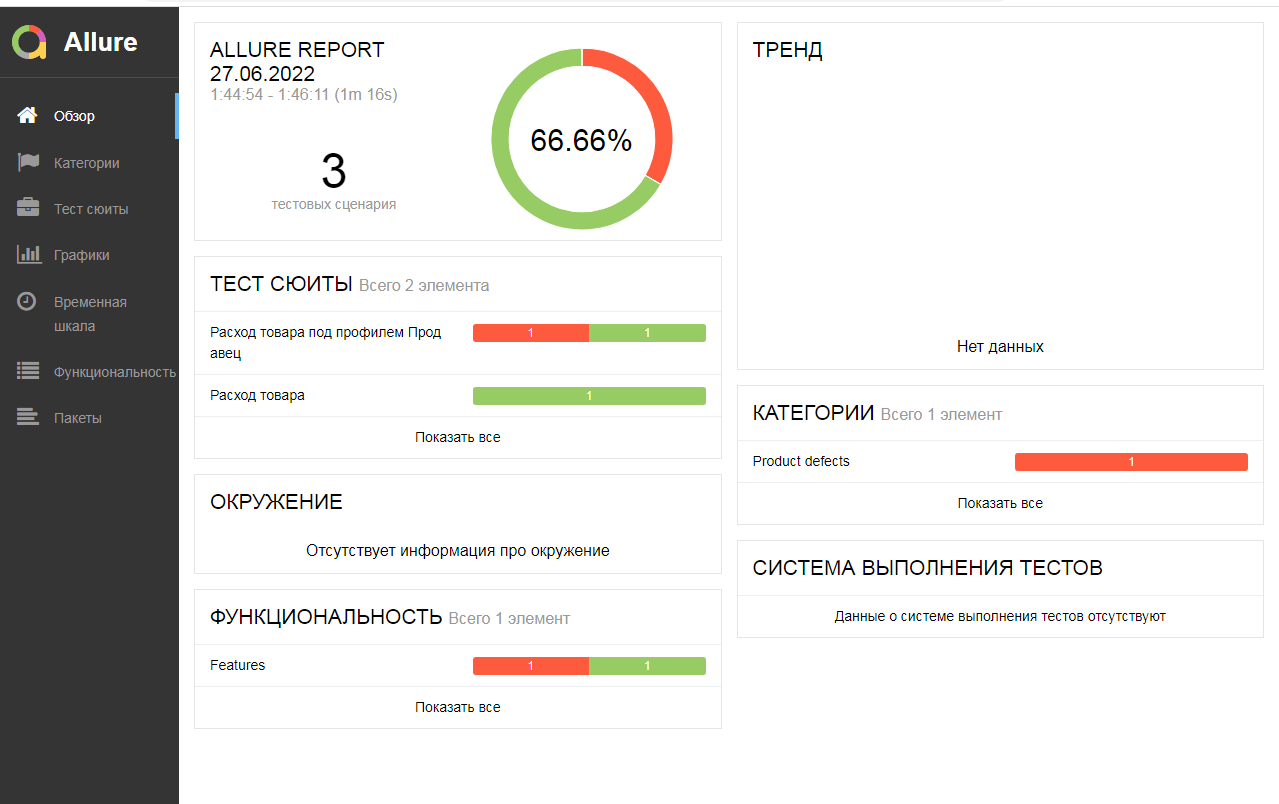 Allure
Обзор
Категории
Тест сюиты
Графики
Временная
шкала
Функциональность
Пакеты
ALLURE REPORT
27.06.2022
1:44:54 - 1:46:11 (1m 16s)
3
тестовых сценария
66.66%
ТЕСТ СЮИТЫ Всего 2 элемента
Расход товара под профилем Прод
авец
1 1
Расход товара
1
Показать все
ОКРУЖЕНИЕ
Отсутствует информация про окружение
ФУНКЦИОНАЛЬНОСТЬ Всего 1 элемент
Features
1 1
Показать все
ТРЕНД
Нет данных
КАТЕГОРИИ Всего 1 элемент
Product defects
1
Показать все
СИСТЕМА ВЫПОЛНЕНИЯ ТЕСТОВ
Данные о системе выполнения тестов отсутствуют